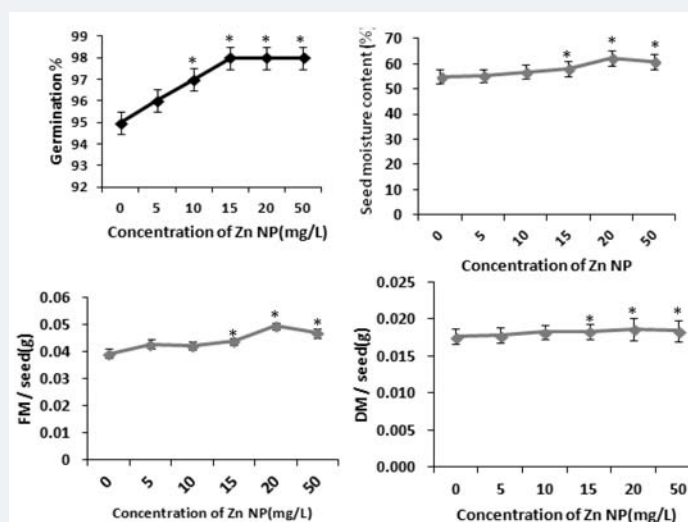 Germination %
98
97
96
95
94
93
92
* * * *
0 5 10 15 20 50
Concentration of Zn NP(mg/L)
Seed moisture content (%)
70
60
50
40
30
20
10
0
* * *
0 5 10 15 20 50
Concentration of Zn NP
FM / seed(g)
0.06
0.05
0.04
0.03
0.02
0.01
0
* * *
0 5 10 15 20 50
Concentration of Zn NP(mg/L)
DM / seed(g)
0.025
0.020
0.015
0.010
0.005
0.000
* * *
0 5 10 15 20 50
Concentration of Zn NP(mg/L)